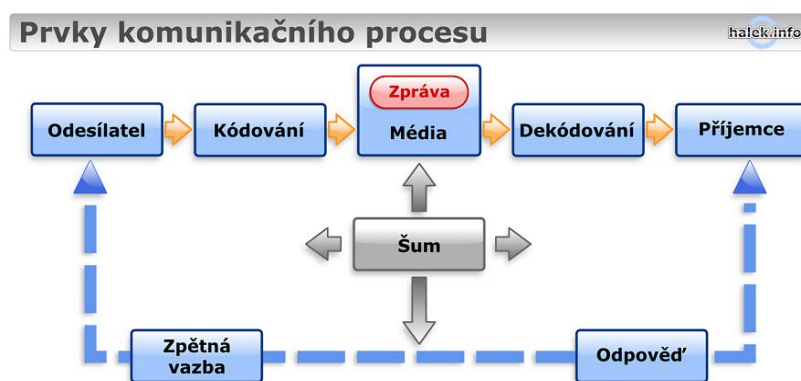 Prvky komunikačního procesu
halek.info
Zpráva
Odesílatel
Kódování
Média
Dekódování
Příjemce
Šum
Zpětná
vazba
Odpověď